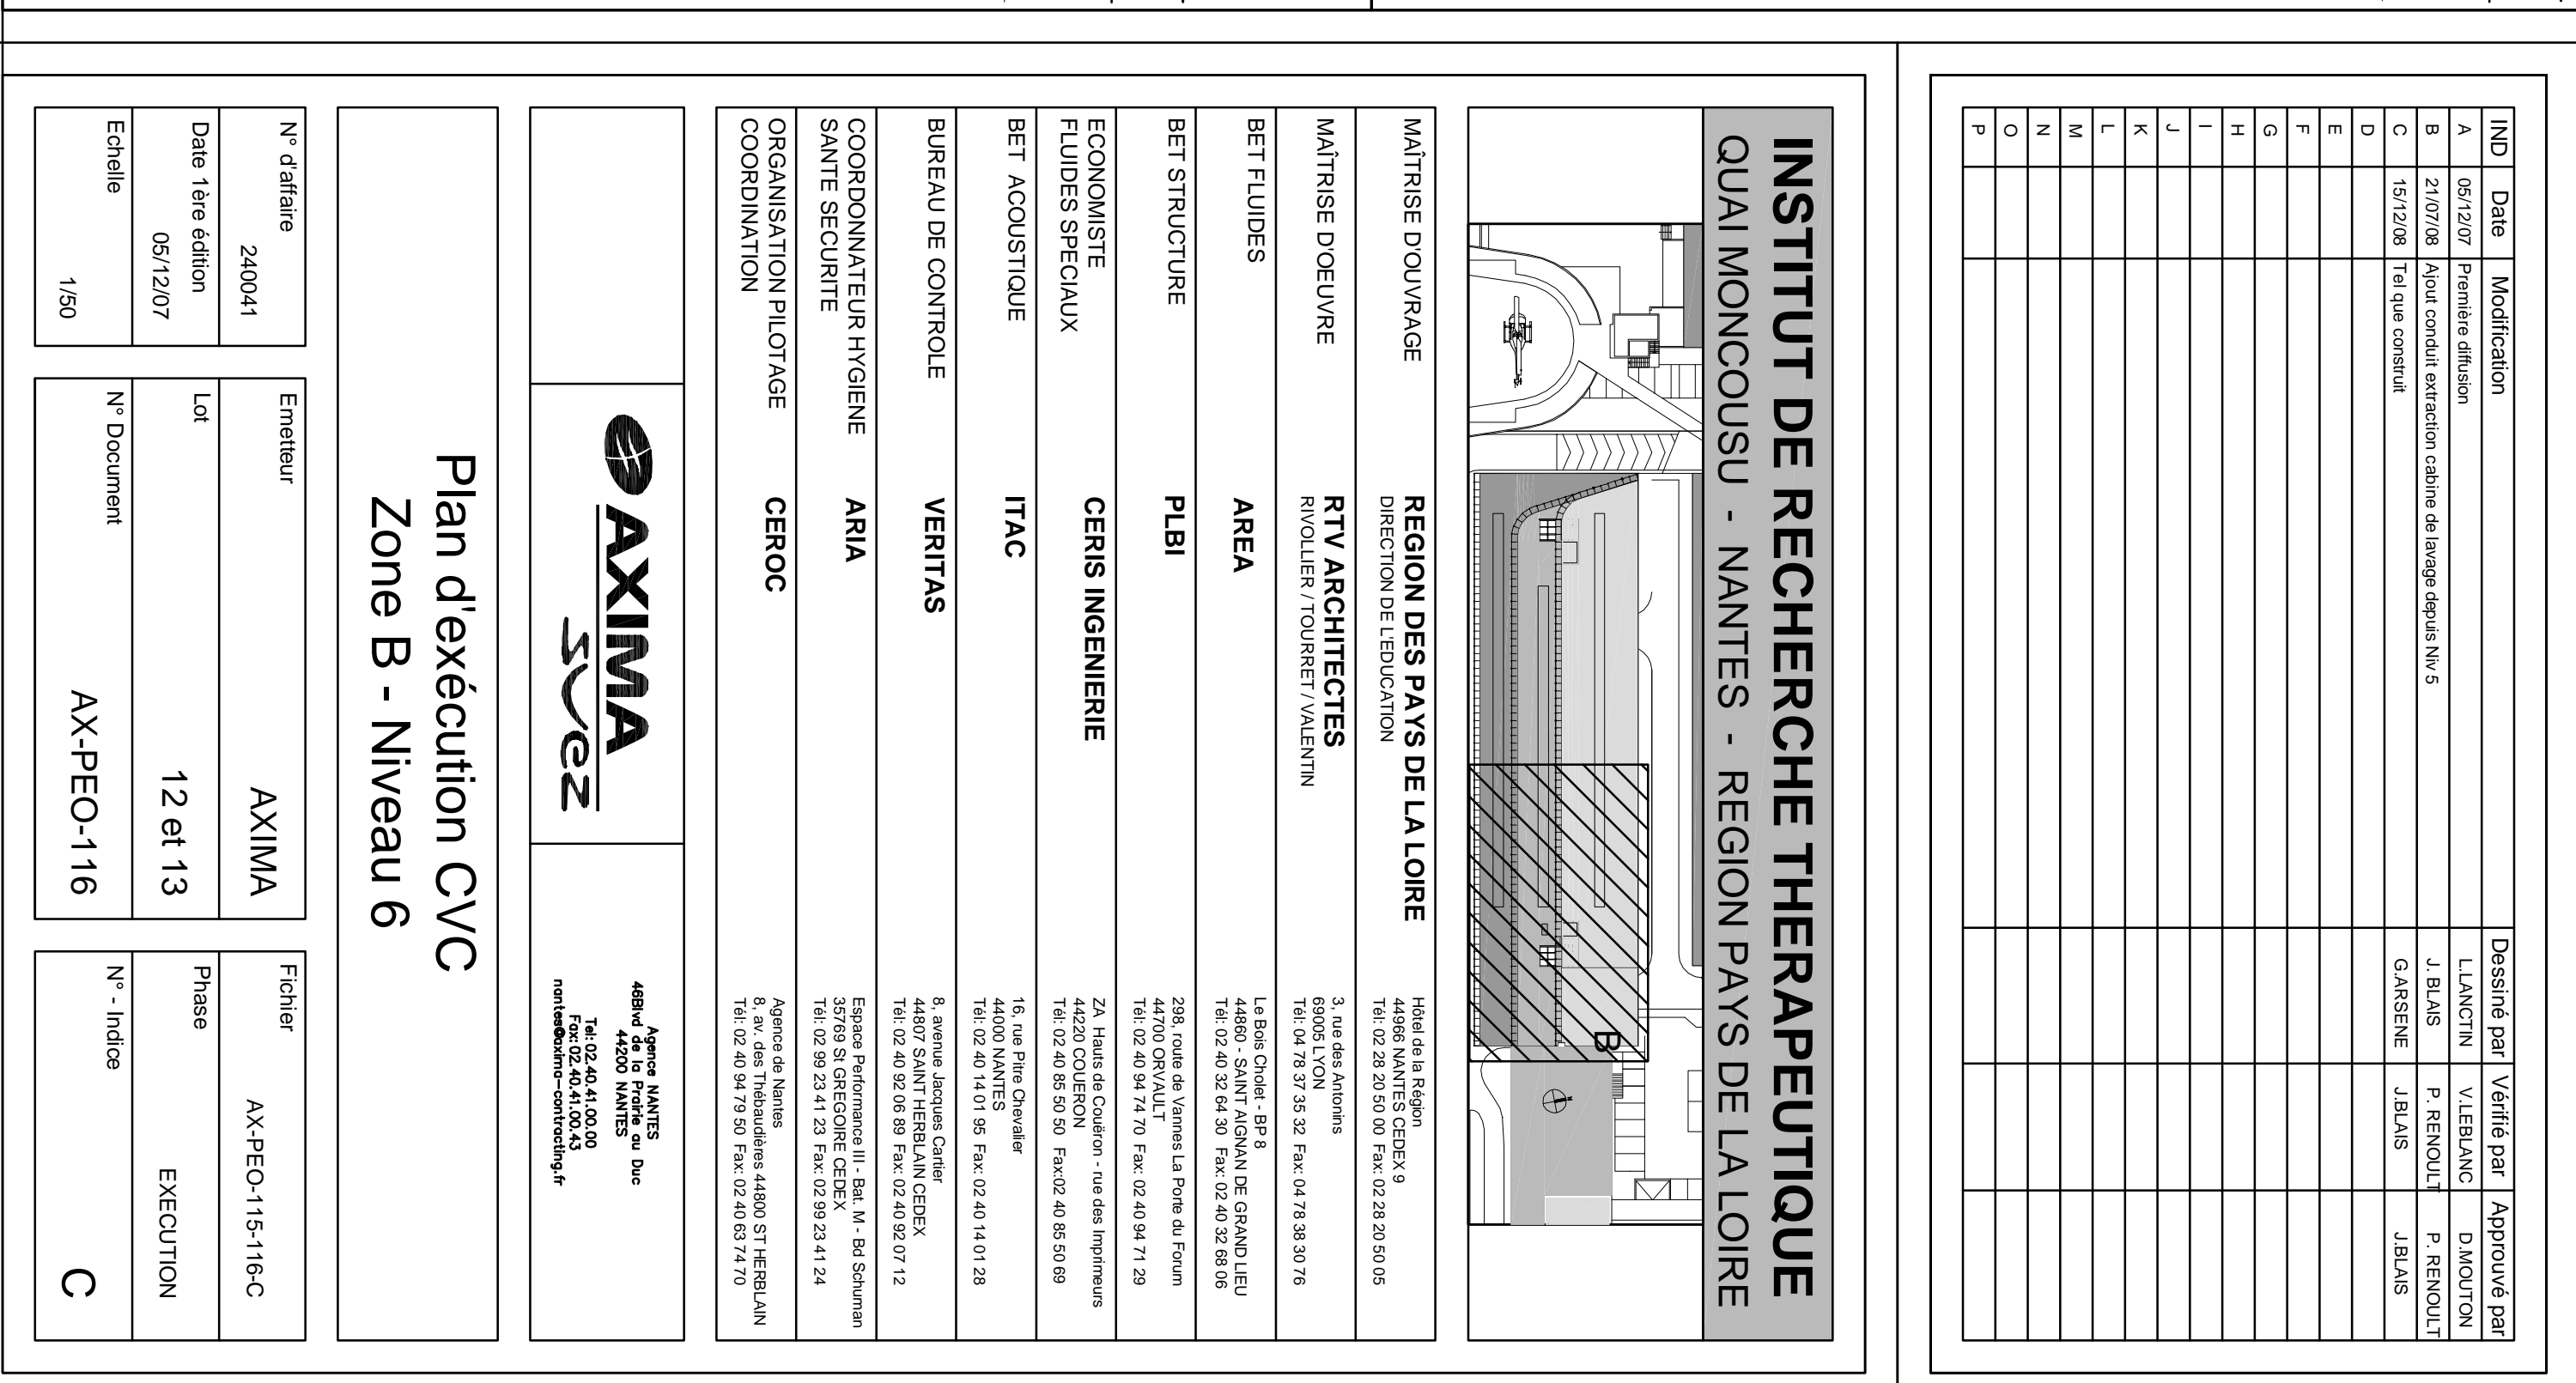 IND Date Modification Dessiné par Vérifié par Approuvé par
A 05/12/07 Première diffusion L.LANCTIN V.LEBLANC D.MOUTON
B 21/07/08 Ajout conduit extraction cabine de lavage depuis Niv 5 J. BLAIS P. RENOULT P. RENOULT
C 15/12/08 Tel que construit G.ARSENE J.BLAIS J.BLAIS
D
E
F
G
H
I
J
K
L
M
N
O
P
INSTITUT DE RECHERCHE THERAPEUTIQUE
QUAI MONCOUSU - NANTES - REGION PAYS DE LA LOIRE
B
N
MAÎTRISE D'OUVRAGE
REGION DES PAYS DE LA LOIRE
DIRECTION DE L'EDUCATION
Hôtel de la Région
44966 NANTES CEDEX 9
Tél: 02 28 20 50 00 Fax: 02 28 20 50 05
MAÎTRISE D'OEUVRE
RTV ARCHITECTES
RIVOLLIER / TOURRET / VALENTIN
3, rue des Antonins
69005 LYON
Tél: 04 78 37 35 32 Fax: 04 78 38 30 76
BET FLUIDES
AREA
Le Bois Cholet - BP 8
44860 - SAINT AIGNAN DE GRAND LIEU
Tél: 02 40 32 64 30 Fax: 02 40 32 68 06
BET STRUCTURE
PLBI
298, route de Vannes La Porte du Forum
44700 ORVAULT
Tél: 02 40 94 74 70 Fax: 02 40 94 71 29
ECONOMISTE
FLUIDES SPECIAUX
CERIS INGENIERIE
ZA Hauts de Couëron - rue des Imprimeurs
44220 COUERON
Tél: 02 40 85 50 50 Fax:02 40 85 50 69
BET ACOUSTIQUE
ITAC
16, rue Pitre Chevalier
44000 NANTES
Tél: 02 40 14 01 95 Fax: 02 40 14 01 28
BUREAU DE CONTROLE
VERITAS
8, avenue Jacques Cartier
44807 SAINT HERBLAIN CEDEX
Tél: 02 40 92 06 89 Fax: 02 40 92 07 12
COORDONNATEUR HYGIENE
SANTE SECURITE
ARIA
Espace Performance III - Bat. M - Bd Schuman
35769 St GREGOIRE CEDEX
Tél: 02 99 23 41 23 Fax: 02 99 23 41 24
ORGANISATION PILOTAGE
COORDINATION
CEROC
Agence de Nantes
8, av. des Thébaudières 44800 ST HERBLAIN
Tél: 02 40 94 79 50 Fax: 02 40 63 74 70
AXIMA
suez
Agence NANTES
46Blvd de la Prairie au Duc
44200 NANTES
Tel: 02.40.41.00.00
Fax: 02.40.41.00.43
nantes@axima-contracting.fr
Plan d'exécution CVC
Zone B - Niveau 6
N° d'affaire
240041
Emetteur
AXIMA
Fichier
AX-PEO-115-116-C
Date 1ère édition
05/12/07
Lot
12 et 13
Phase
EXECUTION
Echelle
1/50
N° Document
AX-PEO-116
N° - Indice
C